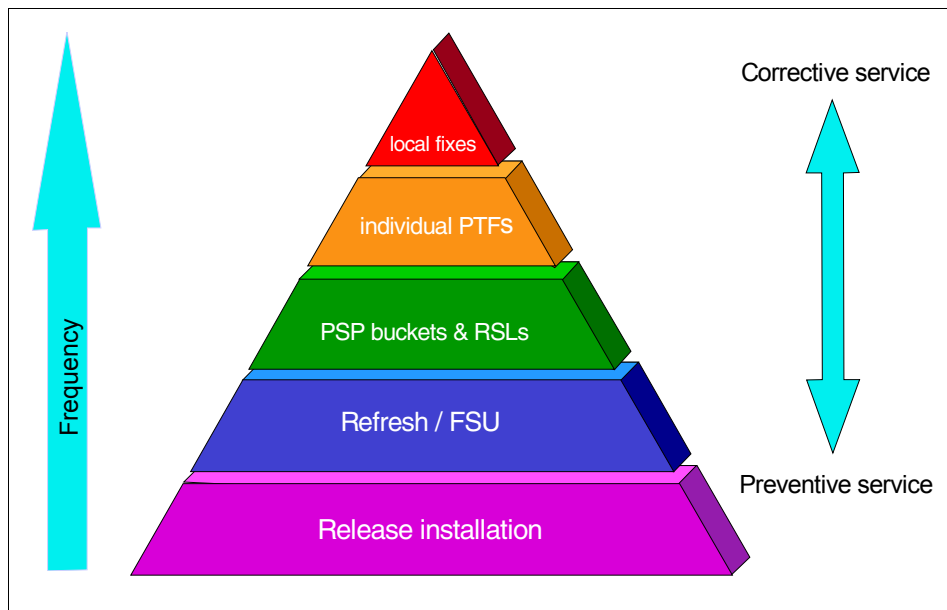 Corrective service
local fixes
individual PTFs
PSP buckets & RSLs
Frequency
Refresh / FSU
Preventive service
Release installation